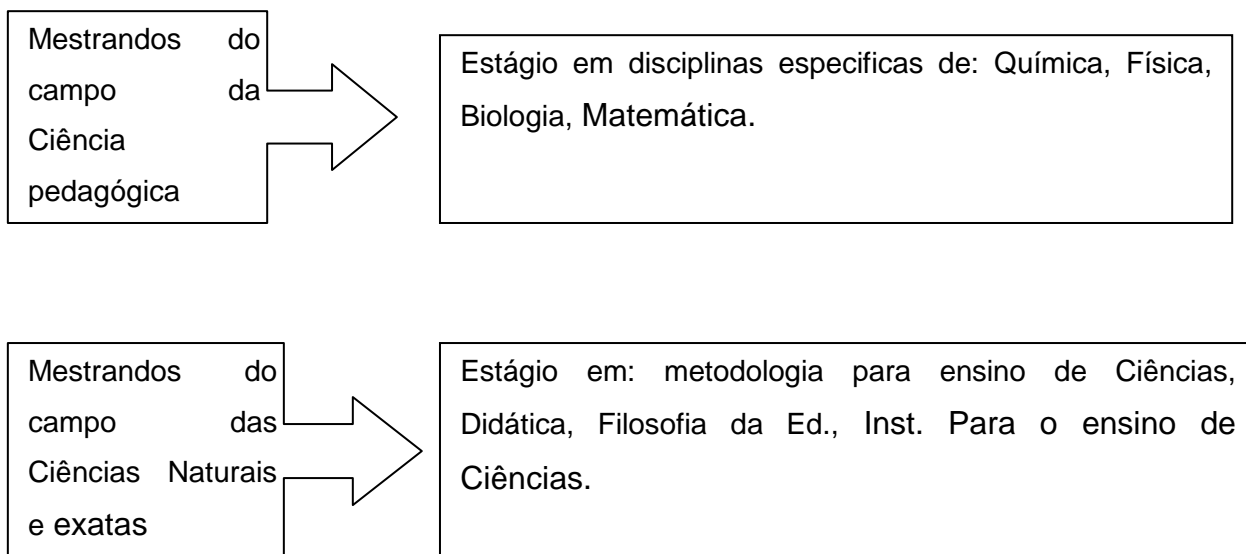 Mestrandos do
campo da
Ciência
pedagógica
Estágio em disciplinas especificas de: Química, Física,
Biologia, Matemática.
Mestrandos do
campo das
Ciências Naturais
e exatas
Estágio em: metodologia para ensino de Ciências,
Didática, Filosofia da Ed., Inst. Para o ensino de
Ciências.